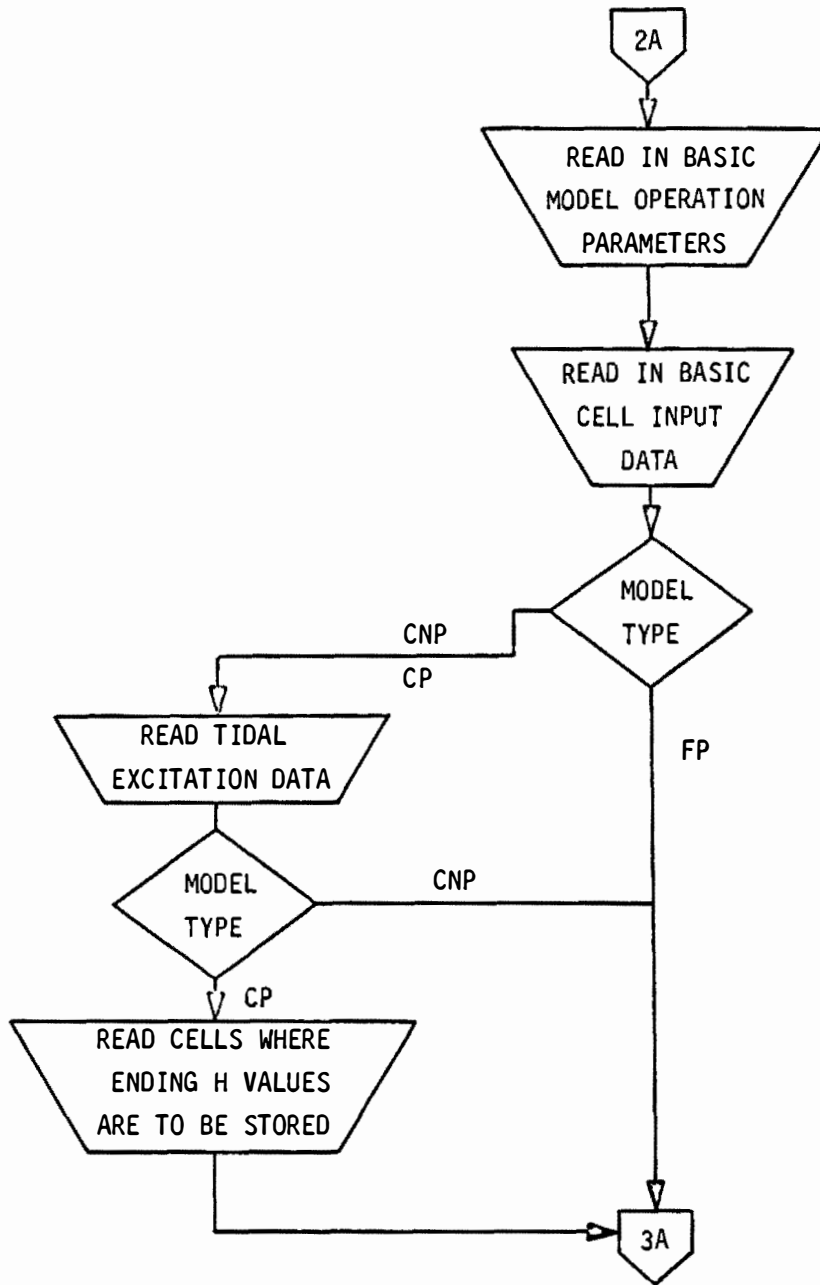 2A
READ IN BASIC
MODEL OPERATION
PARAMETERS
READ IN BASIC
CELL INPUT
DATA
MODEL
TYPE
CNP
CP
FP
READ TIDAL
EXCITATION DATA
MODEL
TYPE
CNP
CP
READ CELLS WHERE
ENDING H VALUES
ARE TO BE STORED
3A